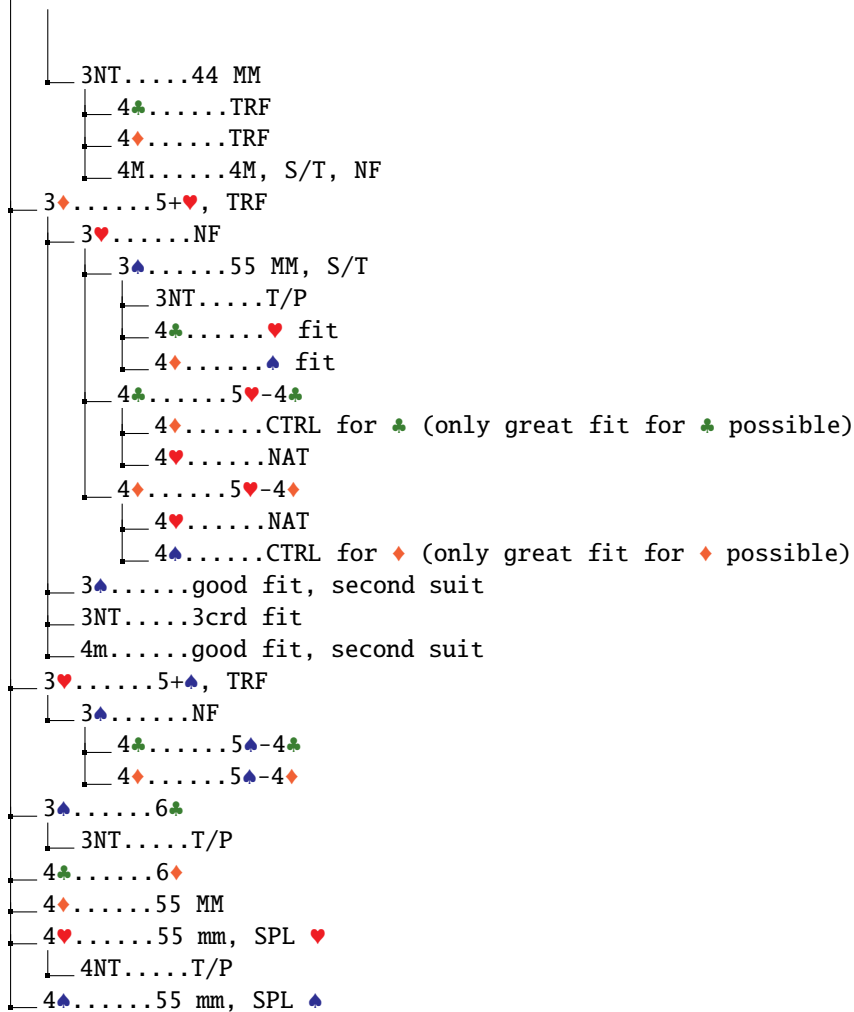 3NT.....44 MM
4♣......TRF
4♦......TRF
4M......4M, S/T, NF
3♦......5+♥, TRF
3♥......NF
3♠......55 MM, S/T
3NT.....T/P
4♣......♥ fit
4♦......♠ fit
4♣......5♥-4♣
4♦......CTRL for ♣ (only great fit for ♣ possible)
4♥......NAT
4♦......5♥-4♦
4♥......NAT
4♠......CTRL for ♦ (only great fit for ♦ possible)
3♠......good fit, second suit
3NT.....3crd fit
4m......good fit, second suit
3♥......5+♠, TRF
3♠......NF
4♣......5♠-4♣
4♦......5♠-4♦
3♠......6♣
3NT.....T/P
4♣......6♦
4♦......55 MM
4♥......55 mm, SPL ♥
4NT.....T/P
4♠......55 mm, SPL ♠